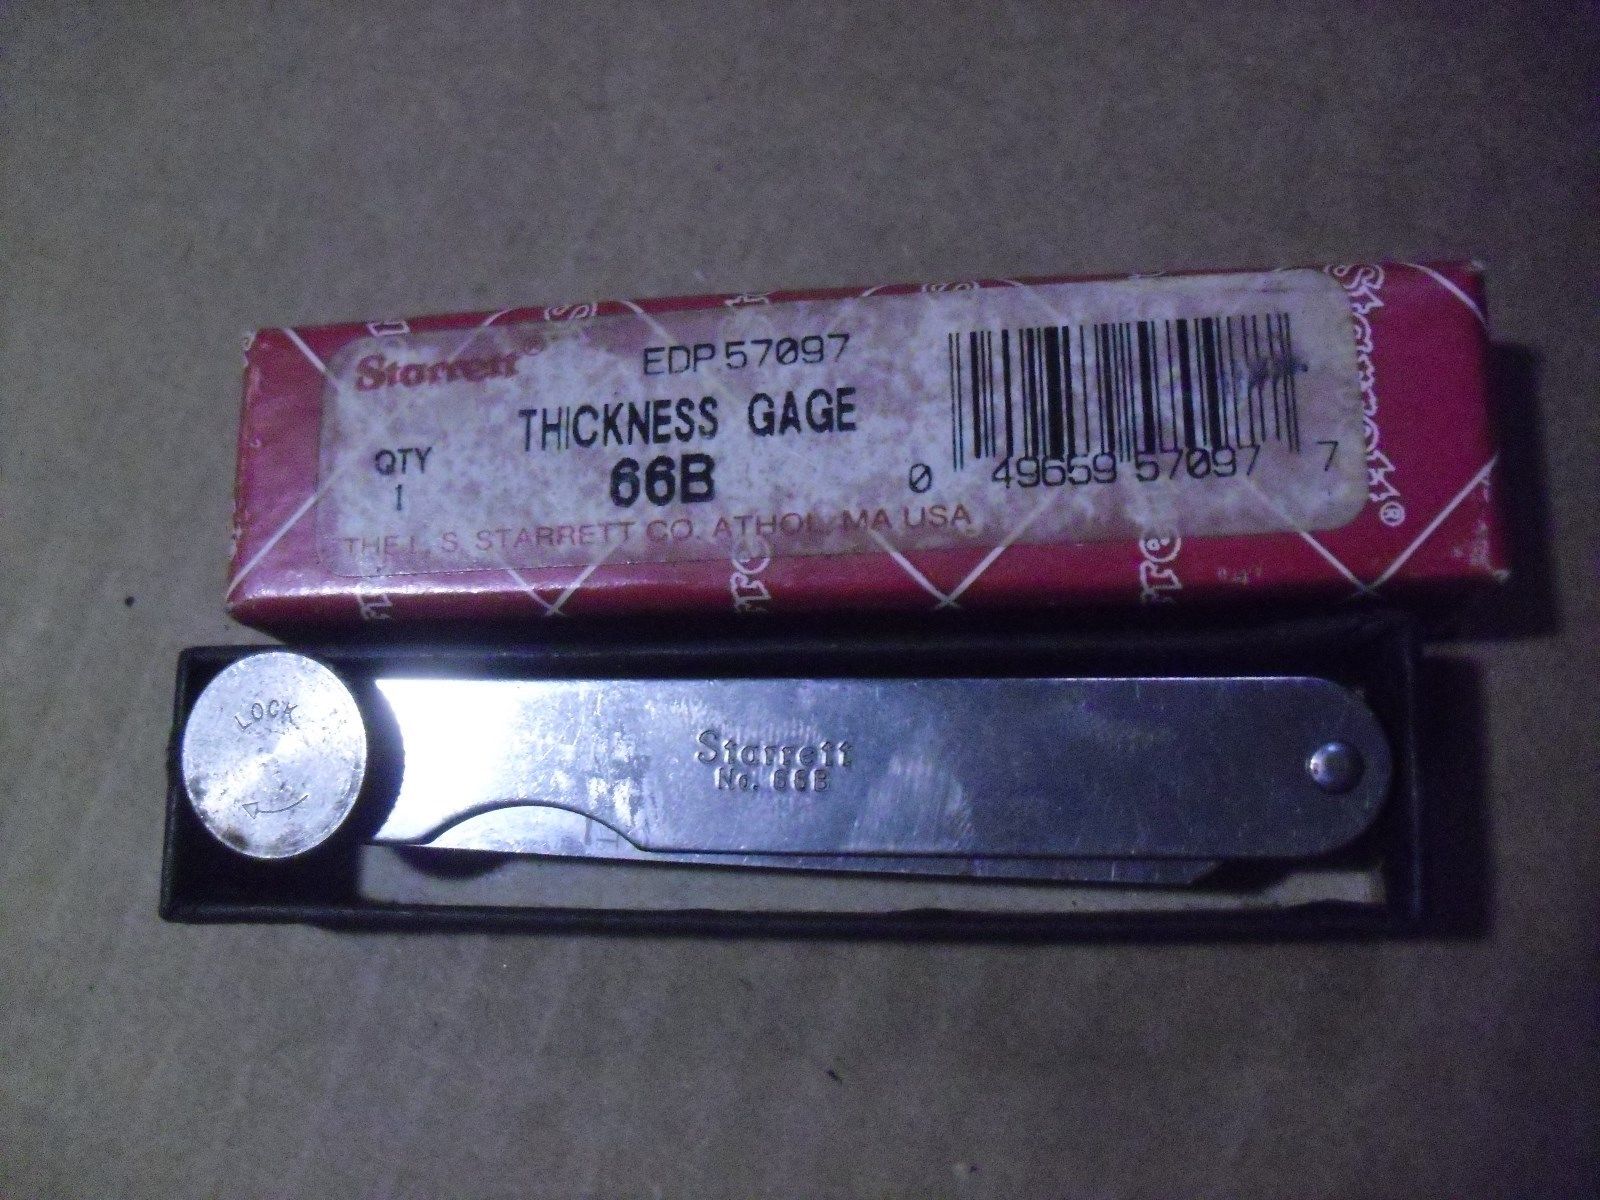 Starrett®
EDP 57097
THICKNESS GAGE
QTY
1
66B
0 49659 57097 7
THE L. S. STARRETT CO. ATHOL, MA USA
LOCK
Starrett
No. 66B